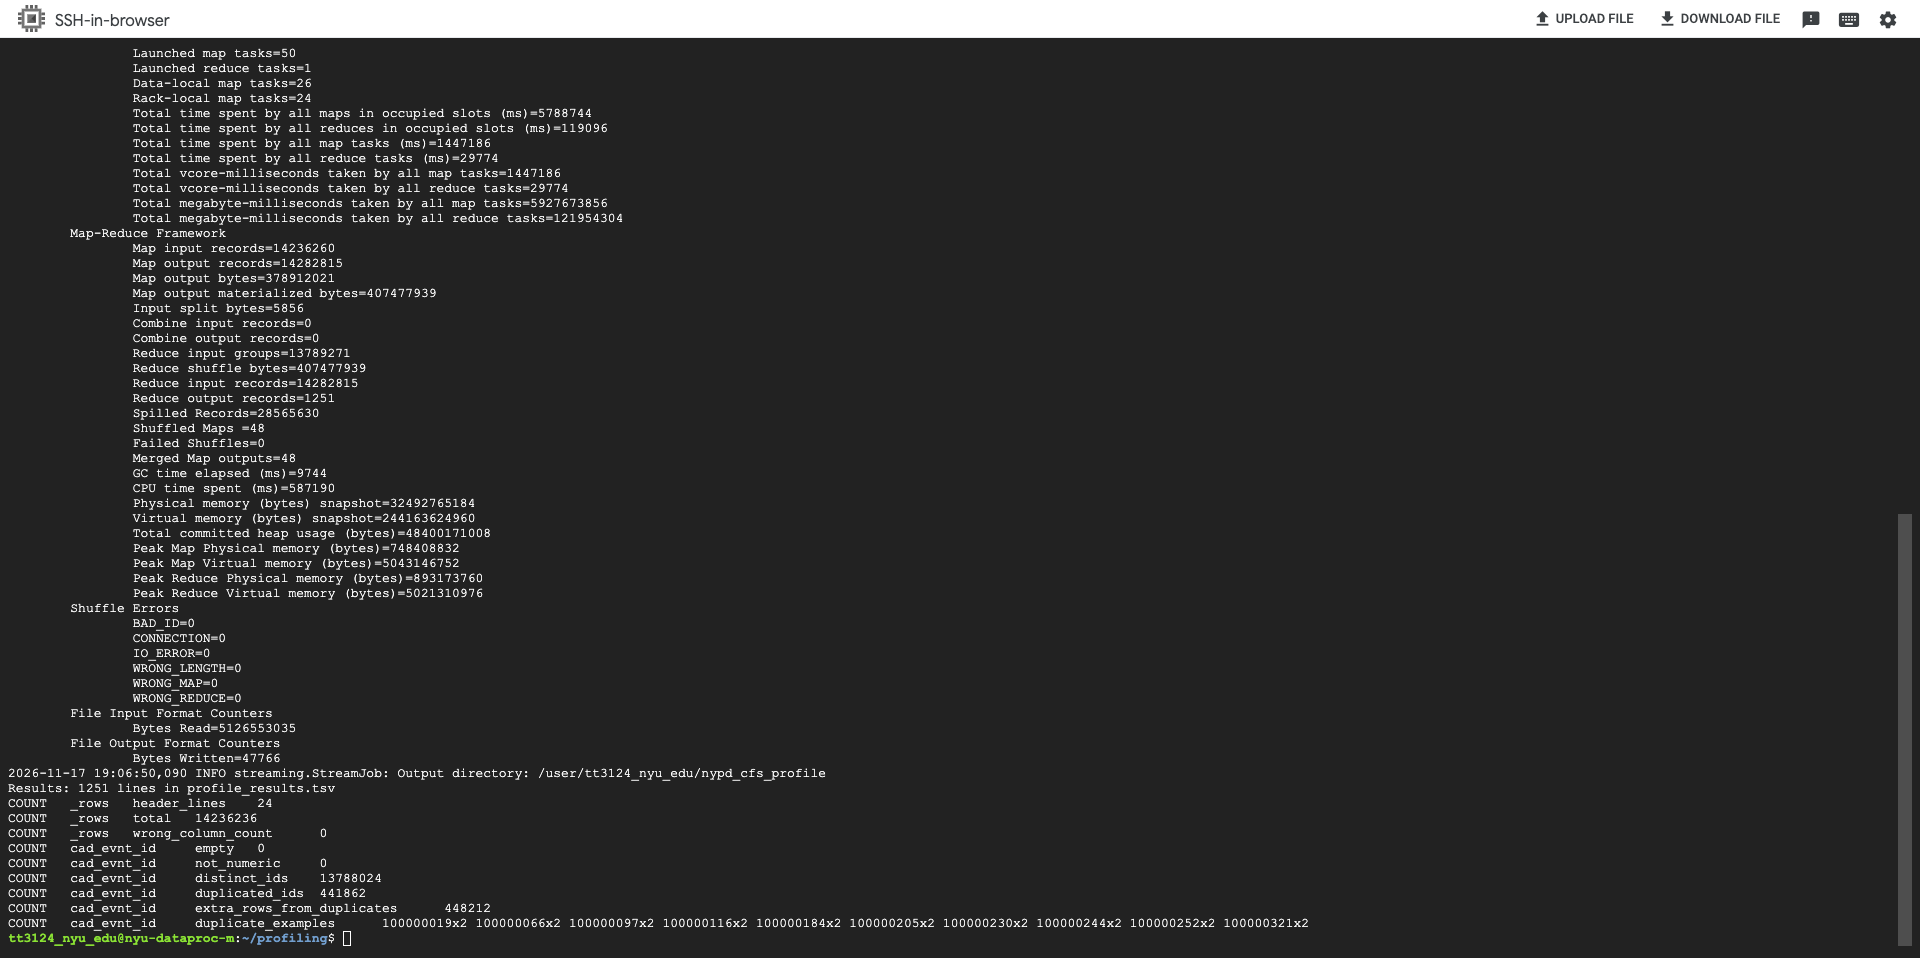 SSH-in-browser
UPLOAD FILE
DOWNLOAD FILE
Launched map tasks=50
Launched reduce tasks=1
Data-local map tasks=26
Rack-local map tasks=24
Total time spent by all maps in occupied slots (ms)=5788744
Total time spent by all reduces in occupied slots (ms)=119096
Total time spent by all map tasks (ms)=1447186
Total time spent by all reduce tasks (ms)=29774
Total vcore-milliseconds taken by all map tasks=1447186
Total vcore-milliseconds taken by all reduce tasks=29774
Total megabyte-milliseconds taken by all map tasks=5927673856
Total megabyte-milliseconds taken by all reduce tasks=121954304
Map-Reduce Framework
Map input records=14236260
Map output records=14282815
Map output bytes=378912021
Map output materialized bytes=407477939
Input split bytes=5856
Combine input records=0
Combine output records=0
Reduce input groups=13789271
Reduce shuffle bytes=407477939
Reduce input records=14282815
Reduce output records=1251
Spilled Records=28565630
Shuffled Maps =48
Failed Shuffles=0
Merged Map outputs=48
GC time elapsed (ms)=9744
CPU time spent (ms)=587190
Physical memory (bytes) snapshot=32492765184
Virtual memory (bytes) snapshot=244163624960
Total committed heap usage (bytes)=48400171008
Peak Map Physical memory (bytes)=748408832
Peak Map Virtual memory (bytes)=5043146752
Peak Reduce Physical memory (bytes)=893173760
Peak Reduce Virtual memory (bytes)=5021310976
Shuffle Errors
BAD_ID=0
CONNECTION=0
IO_ERROR=0
WRONG_LENGTH=0
WRONG_MAP=0
WRONG_REDUCE=0
File Input Format Counters
Bytes Read=5126553035
File Output Format Counters
Bytes Written=47766
2026-11-17 19:06:50,090 INFO streaming.StreamJob: Output directory: /user/tt3124_nyu_edu/nypd_cfs_profile
Results: 1251 lines in profile_results.tsv
COUNT _rows header_lines 24
COUNT _rows total 14236236
COUNT _rows wrong_column_count 0
COUNT cad_evnt_id empty 0
COUNT cad_evnt_id not_numeric 0
COUNT cad_evnt_id distinct_ids 13788024
COUNT cad_evnt_id duplicated_ids 441862
COUNT cad_evnt_id extra_rows_from_duplicates 448212
COUNT cad_evnt_id duplicate_examples 100000019x2 100000066x2 100000097x2 100000116x2 100000184x2 100000205x2 100000230x2 100000244x2 100000252x2 100000321x2
tt3124_nyu_edu@nyu-dataproc-m:~/profiling$